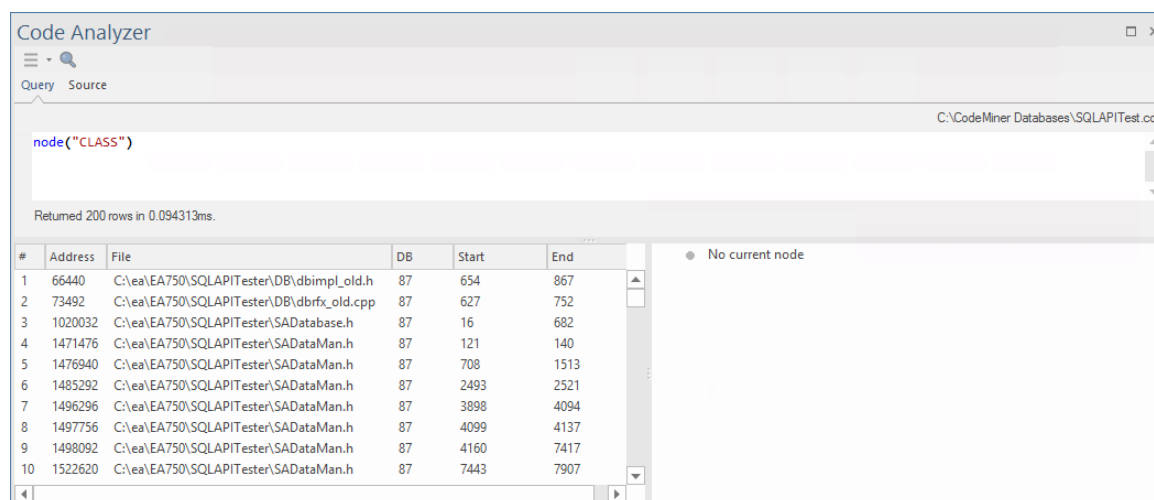 Code Analyzer
Query Source
C:\CodeMiner Databases\SQLAPITest.co
node("CLASS")
Returned 200 rows in 0.094313ms.
# Address File DB Start End
No current node
1 66440 C:\ea\EA750\SQLAPITester\DB\dbimpl_old.h 87 654 867
2 73492 C:\ea\EA750\SQLAPITester\DB\dbrfx_old.cpp 87 627 752
3 1020032 C:\ea\EA750\SQLAPITester\SADatabase.h 87 16 682
4 1471476 C:\ea\EA750\SQLAPITester\SADataMan.h 87 121 140
5 1476940 C:\ea\EA750\SQLAPITester\SADataMan.h 87 708 1513
6 1485292 C:\ea\EA750\SQLAPITester\SADataMan.h 87 2493 2521
7 1496296 C:\ea\EA750\SQLAPITester\SADataMan.h 87 3898 4094
8 1497756 C:\ea\EA750\SQLAPITester\SADataMan.h 87 4099 4137
9 1498092 C:\ea\EA750\SQLAPITester\SADataMan.h 87 4160 7417
10 1522620 C:\ea\EA750\SQLAPITester\SADataMan.h 87 7443 7907